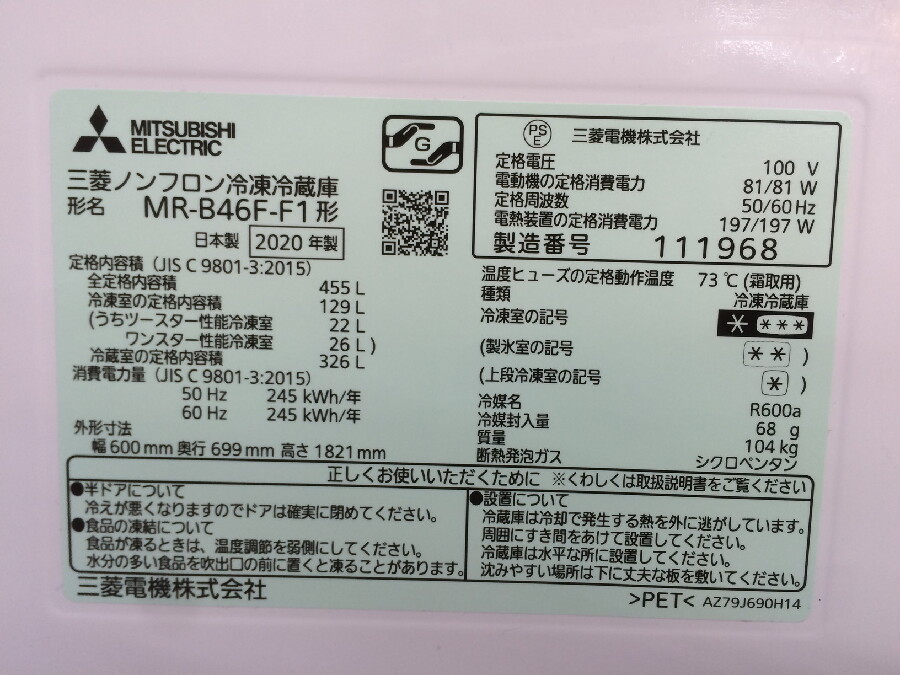 MITSUBISHI
ELECTRIC
三菱ノンフロン冷凍冷蔵庫
形名 MR-B46F-F1形
日本製 2020年製
定格内容積 (JIS C 9801-3:2015)
全定格内容積 455 L
冷凍室の定格内容積 129 L
(うちツースター性能冷凍室 22 L
ワンスター性能冷凍室 26 L)
冷蔵室の定格内容積 326 L
消費電力量 (JIS C 9801-3:2015)
50 Hz 245 kWh/年
60 Hz 245 kWh/年
外形寸法
幅 600 mm 奥行 699 mm 高さ 1821 mm
G
PS
E
三菱電機株式会社
定格電圧 100 V
電動機の定格消費電力 81/81 W
定格周波数 50/60 Hz
電熱装置の定格消費電力 197/197 W
製造番号 111968
温度ヒューズの定格動作温度 73 ℃ (霜取用)
種類 冷凍冷蔵庫
冷凍室の記号 * ***
(製氷室の記号 ** )
(上段冷凍室の記号 * )
冷媒名 R600a
冷媒封入量 68 g
質量 104 kg
断熱発泡ガス シクロペンタン
正しくお使いいただくために ※くわしくは取扱説明書をご覧ください
●半ドアについて
冷えが悪くなりますのでドアは確実に閉めてください。
●食品の凍結について
食品が凍るときは、温度調節を弱側にしてください。
水分の多い食品を吹出口の前に置くと凍ることがあります。
●設置について
冷蔵庫は冷却で発生する熱を外に逃がしています。
周囲にすき間をあけて設置してください。
冷蔵庫は水平な所に設置してください。
沈みやすい場所は下に丈夫な板を敷いてください。
三菱電機株式会社
>PET< AZ79J690H14